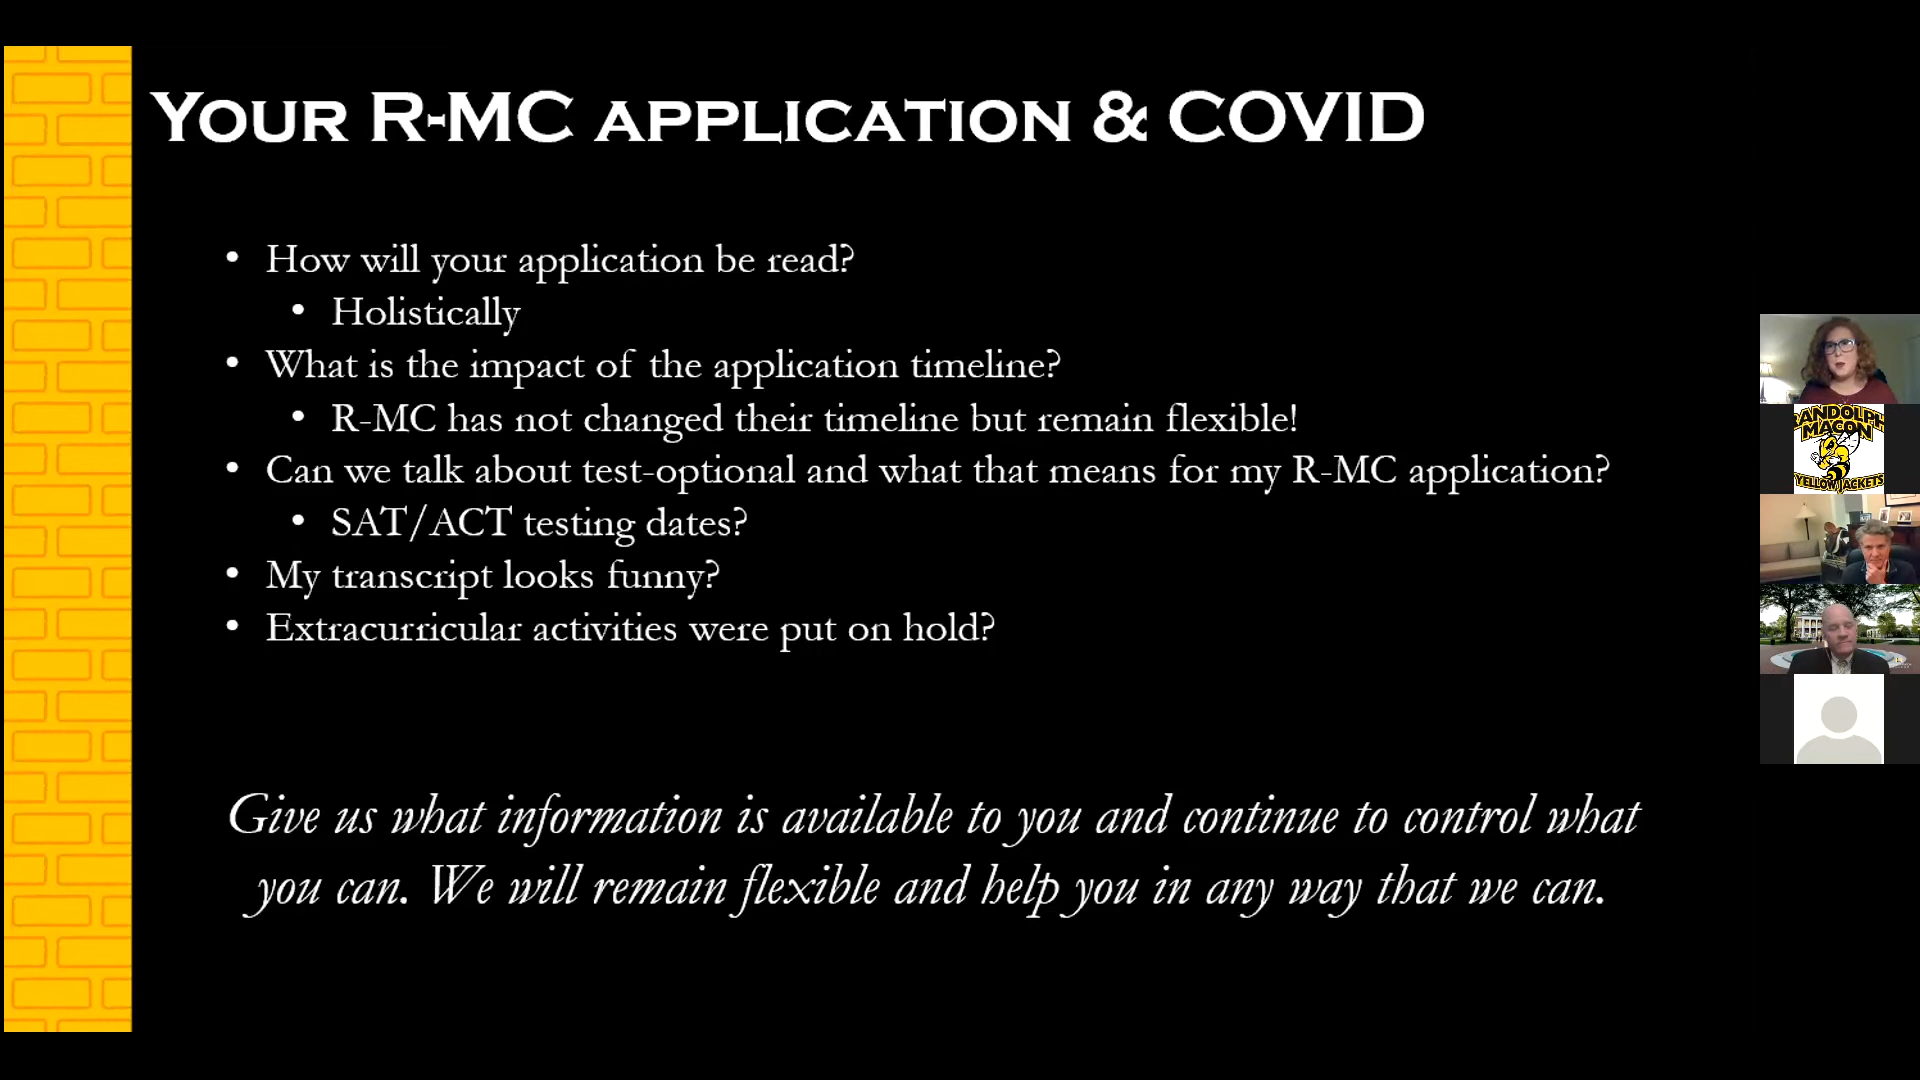 Your R-MC application & COVID
• How will your application be read?
• Holistically
• What is the impact of the application timeline?
• R-MC has not changed their timeline but remain flexible!
• Can we talk about test-optional and what that means for my R-MC application?
• SAT/ACT testing dates?
• My transcript looks funny?
• Extracurricular activities were put on hold?
Give us what information is available to you and continue to control what
you can. We will remain flexible and help you in any way that we can.
RANDOLPH
MACON
YELLOW JACKETS